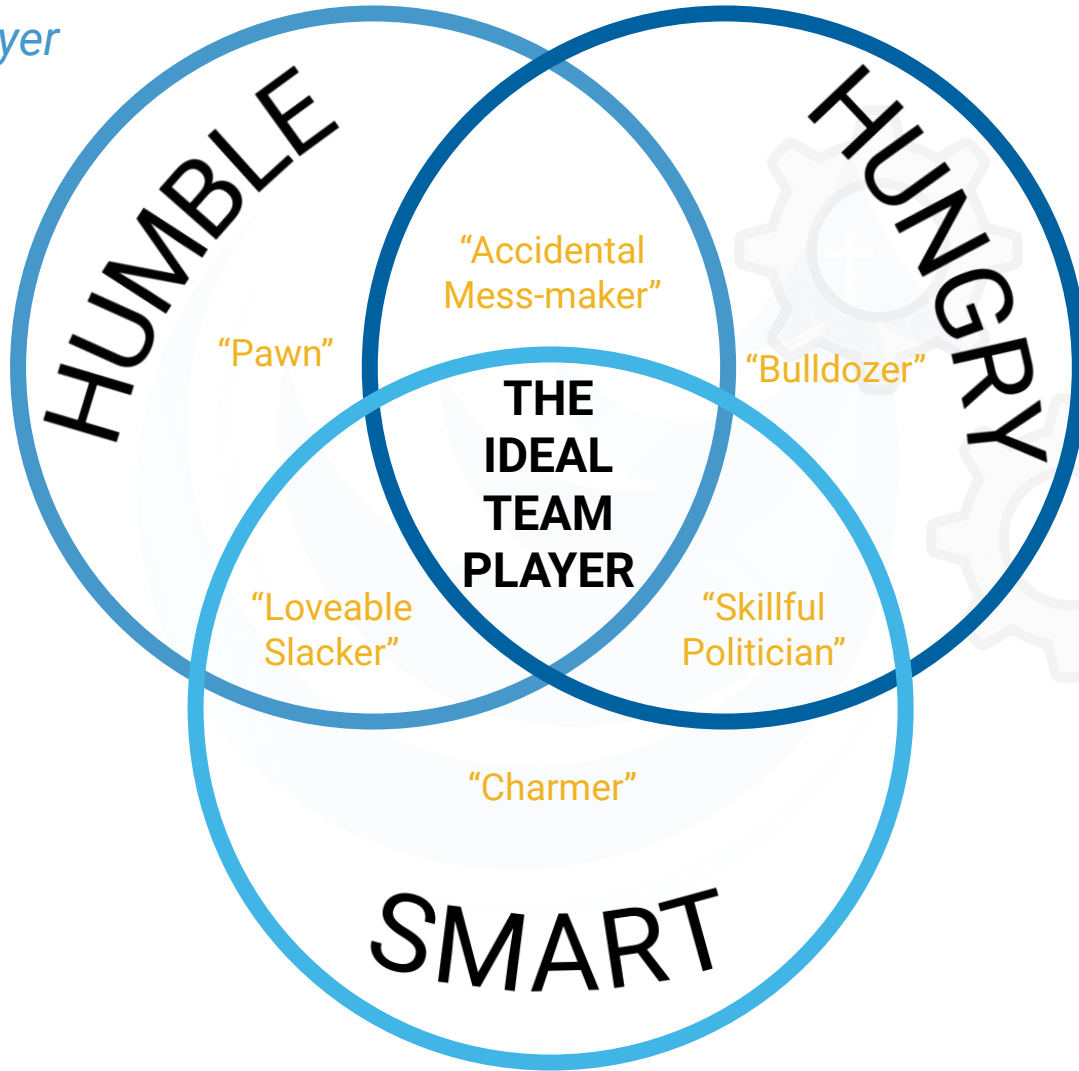 yer
HUMBLE
HUNGRY
“Accidental
Mess-maker”
“Pawn”
“Bulldozer”
THE
IDEAL
TEAM
PLAYER
“Loveable
Slacker”
“Skillful
Politician”
“Charmer”
SMART